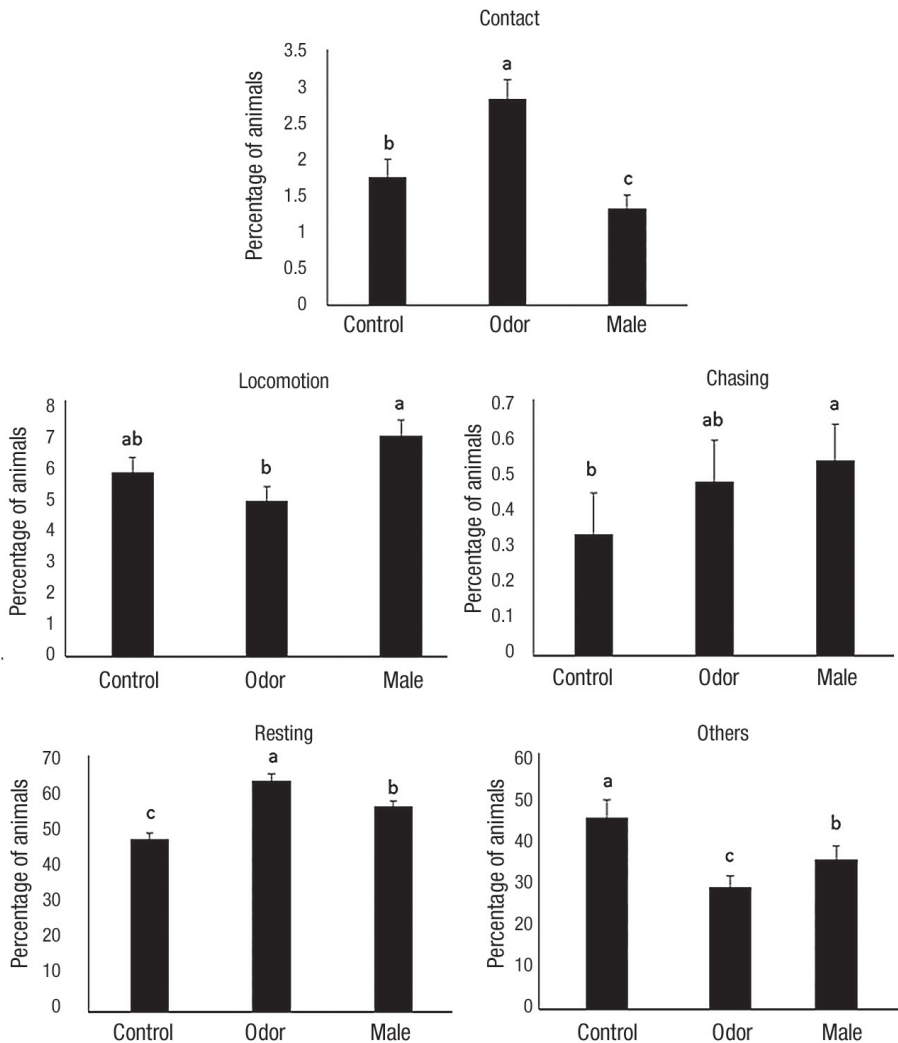 Contact
Percentage of animals
3.5
3
2.5
2
1.5
1
0.5
0
b
a
c
Control Odor Male
Locomotion
Percentage of animals
8
7
6
5
4
3
2
1
0
ab
b
a
Control Odor Male
Chasing
Percentage of animals
0.7
0.6
0.5
0.4
0.3
0.2
0.1
0
b
ab
a
Control Odor Male
Resting
Percentage of animals
70
60
50
40
30
20
10
0
c
a
b
Control Odor Male
Others
Percentage of animals
60
50
40
30
20
10
0
a
c
b
Control Odor Male